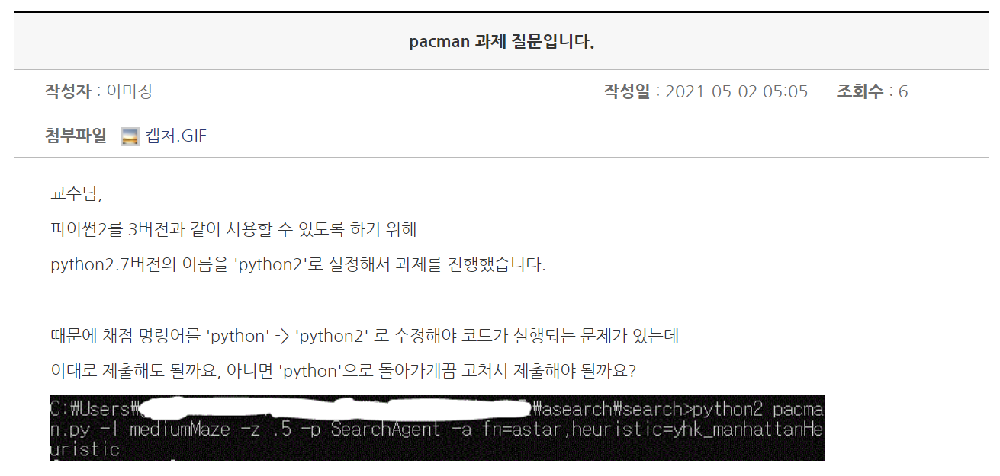 pacman 과제 질문입니다.
작성자 : 이미정 작성일 : 2021-05-02 05:05 조회수 : 6
첨부파일 캡처.GIF
교수님,
파이썬2를 3버전과 같이 사용할 수 있도록 하기 위해
python2.7버전의 이름을 'python2'로 설정해서 과제를 진행했습니다.
때문에 채점 명령어를 'python' -> 'python2' 로 수정해야 코드가 실행되는 문제가 있는데
이대로 제출해도 될까요, 아니면 'python'으로 돌아가게끔 고쳐서 제출해야 될까요?
C:₩Users₩ ₩asearch₩search>python2 pacma
n.py -l mediumMaze -z .5 -p SearchAgent -a fn=astar,heuristic=yhk_manhattanHe
uristic